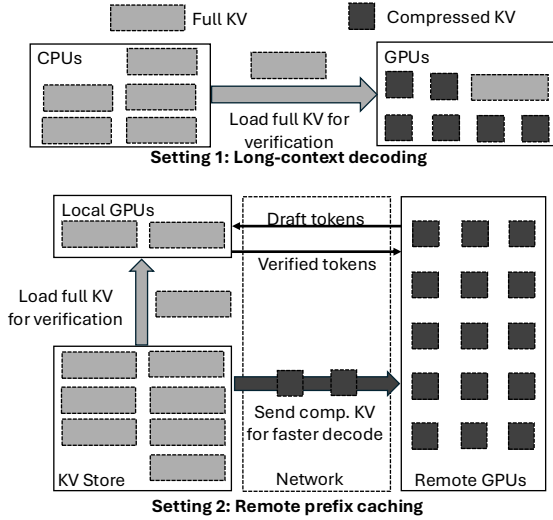 Full KV
Compressed KV
CPUs
GPUs
Load full KV for
verification
Setting 1: Long-context decoding
Local GPUs
Draft tokens
Verified tokens
Load full KV
for verification
Send comp. KV
for faster decode
KV Store
Network
Remote GPUs
Setting 2: Remote prefix caching